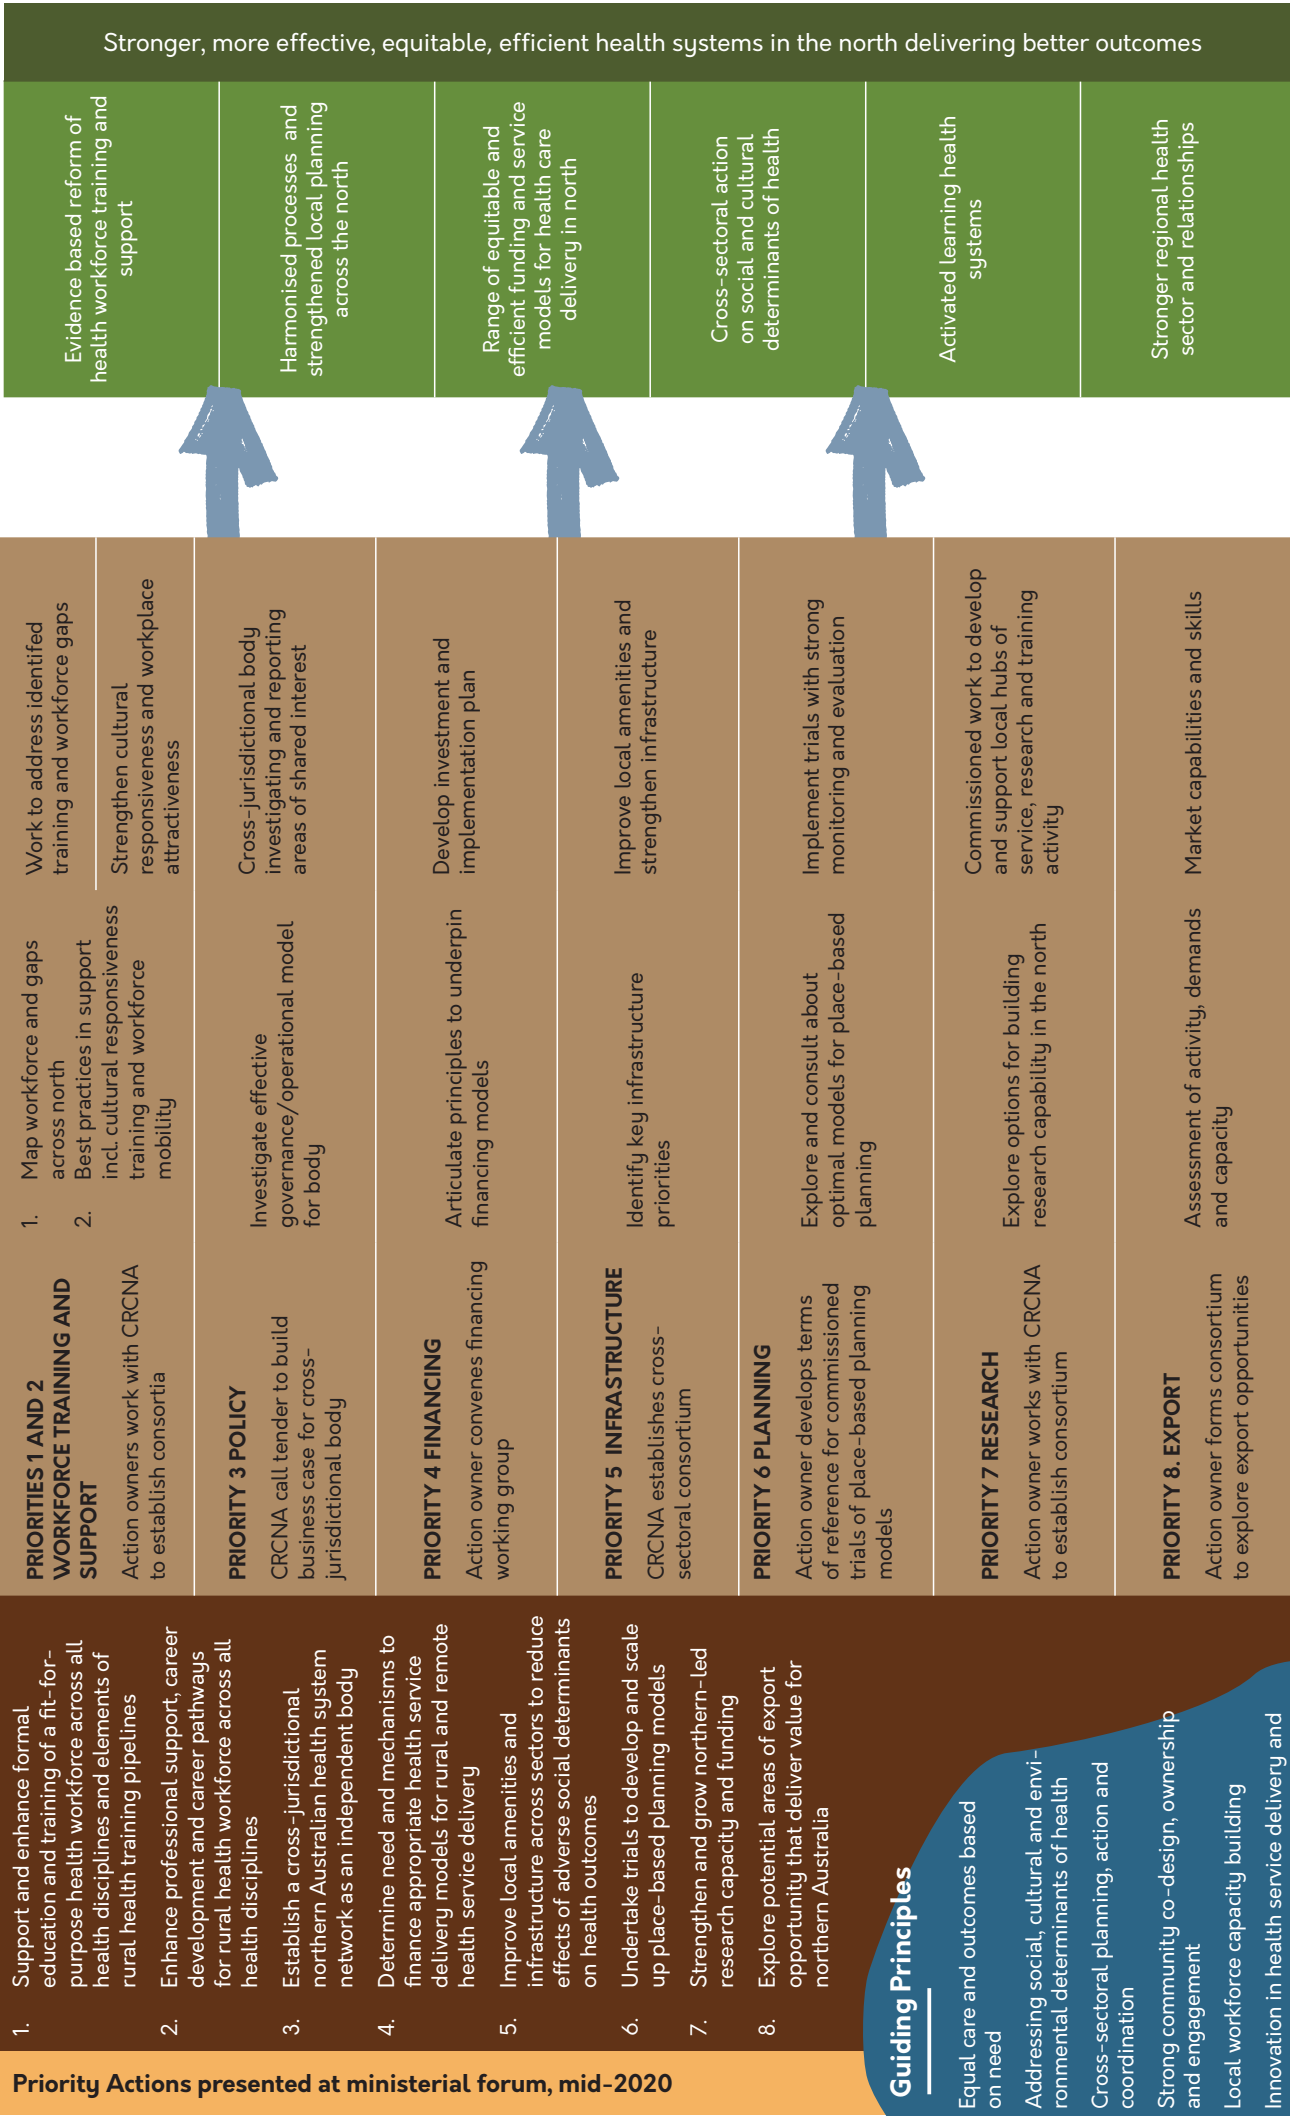 Priority Actions presented at ministerial forum, mid-2020
1. Support and enhance formal
education and training of a fit-for-
purpose health workforce across all
health disciplines and elements of
rural health training pipelines
2. Enhance professional support, career
development and career pathways
for rural health workforce across all
health disciplines
3. Establish a cross-jurisdictional
northern Australian health system
network as an independent body
4. Determine need and mechanisms to
finance appropriate health service
delivery models for rural and remote
health service delivery
5. Improve local amenities and
infrastructure across sectors to reduce
effects of adverse social determinants
on health outcomes
6. Undertake trials to develop and scale
up place-based planning models
7. Strengthen and grow northern-led
research capacity and funding
8. Explore potential areas of export
opportunity that deliver value for
northern Australia
Guiding Principles
Equal care and outcomes based
on need
Addressing social, cultural and envi-
ronmental determinants of health
Cross-sectoral planning, action and
coordination
Strong community co-design, ownership
and engagement
Local workforce capacity building
Innovation in health service delivery and
PRIORITIES 1 AND 2
WORKFORCE TRAINING AND
SUPPORT
Action owners work with CRCNA
to establish consortia
1. Map workforce and gaps
across north
2. Best practices in support
incl. cultural responsiveness
training and workforce
mobility
Work to address identifed
training and workforce gaps
Strengthen cultural
responsiveness and workplace
attractiveness
PRIORITY 3 POLICY
CRCNA call tender to build
business case for cross-
jurisdictional body
Investigate effective
governance/operational model
for body
Cross-jurisdictional body
investigating and reporting
areas of shared interest
PRIORITY 4 FINANCING
Action owner convenes financing
working group
Articulate principles to underpin
financing models
Develop investment and
implementation plan
PRIORITY 5 INFRASTRUCTURE
CRCNA establishes cross-
sectoral consortium
Identify key infrastructure
priorities
Improve local amenities and
strengthen infrastructure
PRIORITY 6 PLANNING
Action owner develops terms
of reference for commissioned
trials of place-based planning
models
Explore and consult about
optimal models for place-based
planning
Implement trials with strong
monitoring and evaluation
PRIORITY 7 RESEARCH
Action owner works with CRCNA
to establish consortium
Explore options for building
research capability in the north
Commissioned work to develop
and support local hubs of
service, research and training
activity
PRIORITY 8. EXPORT
Action owner forms consortium
to explore export opportunities
Assessment of activity, demands
and capacity
Market capabilities and skills
Evidence based reform of
health workforce training and
support
Harmonised processes and
strengthened local planning
across the north
Range of equitable and
efficient funding and service
models for health care
delivery in north
Cross-sectoral action
on social and cultural
determinants of health
Activated learning health
systems
Stronger regional health
sector and relationships
Stronger, more effective, equitable, efficient health systems in the north delivering better outcomes